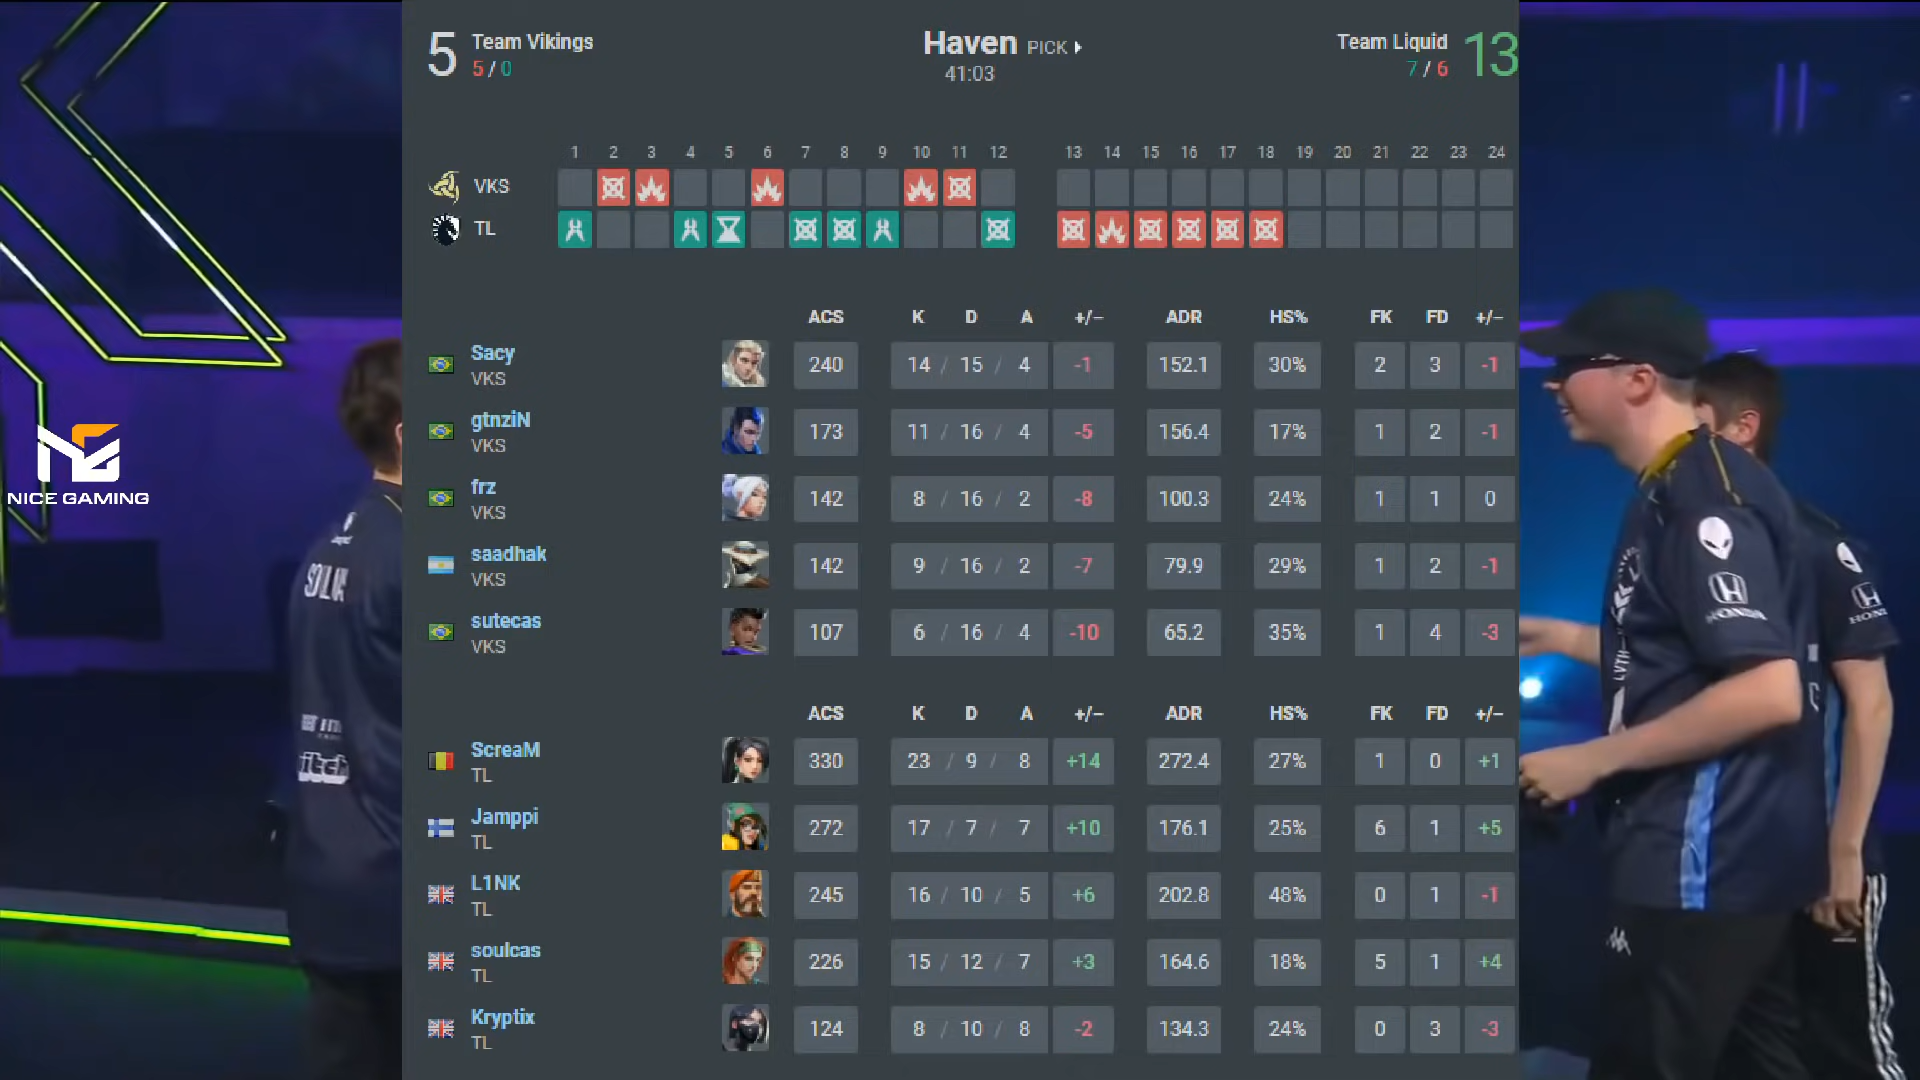 5 Team Vikings Haven PICK Team Liquid 13
5 / 0 41:03 7 / 6
1 2 3 4 5 6 7 8 9 10 11 12 13 14 15 16 17 18 19 20 21 22 23 24
VKS
TL
ACS K D A +/– ADR HS% FK FD +/–
Sacy
VKS
240 14 / 15 / 4 -1 152.1 30% 2 3 -1
gtnziN
VKS
173 11 / 16 / 4 -5 156.4 17% 1 2 -1
frz
VKS
142 8 / 16 / 2 -8 100.3 24% 1 1 0
saadhak
VKS
142 9 / 16 / 2 -7 79.9 29% 1 2 -1
sutecas
VKS
107 6 / 16 / 4 -10 65.2 35% 1 4 -3
ACS K D A +/– ADR HS% FK FD +/–
ScreaM
TL
330 23 / 9 / 8 +14 272.4 27% 1 0 +1
Jamppi
TL
272 17 / 7 / 7 +10 176.1 25% 6 1 +5
L1NK
TL
245 16 / 10 / 5 +6 202.8 48% 0 1 -1
soulcas
TL
226 15 / 12 / 7 +3 164.6 18% 5 1 +4
Kryptix
TL
124 8 / 10 / 8 -2 134.3 24% 0 3 -3
NICE GAMING
HONDA